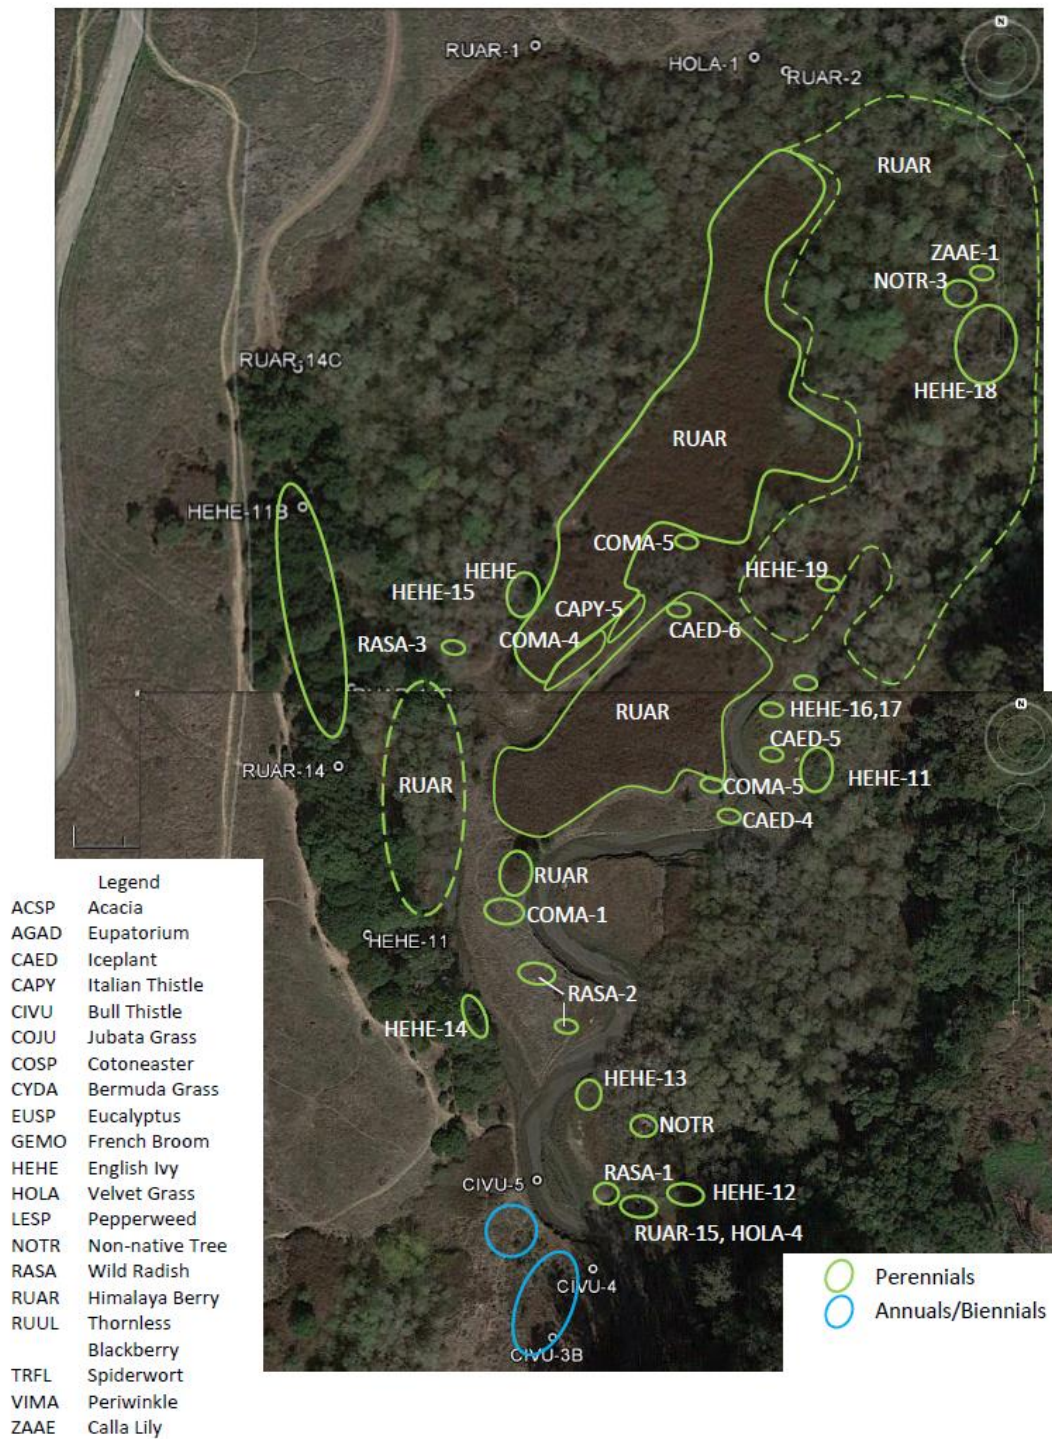 N
RUAR-1
HOLA-1
RUAR-2
RUAR
ZAAE-1
NOTR-3
HEHE-18
RUAR-14C
RUAR
HEHE-11B
COMA-5
HEHE
HEHE-19
HEHE-15
CAPY-5
CAED-6
COMA-4
RASA-3
N
HEHE-16,17
RUAR
CAED-5
RUAR-14
RUAR
HEHE-11
COMA-5
CAED-4
RUAR
COMA-1
HEHE-11
RASA-2
HEHE-14
HEHE-13
NOTR
RASA-1
CIVU-5
HEHE-12
RUAR-15, HOLA-4
CIVU-4
CIVU-3B
Legend
ACSP Acacia
AGAD Eupatorium
CAED Iceplant
CAPY Italian Thistle
CIVU Bull Thistle
COJU Jubata Grass
COSP Cotoneaster
CYDA Bermuda Grass
EUSP Eucalyptus
GEMO French Broom
HEHE English Ivy
HOLA Velvet Grass
LESP Pepperweed
NOTR Non-native Tree
RASA Wild Radish
RUAR Himalaya Berry
RUUL Thornless
Blackberry
TRFL Spiderwort
VIMA Periwinkle
ZAAE Calla Lily
Perennials
Annuals/Biennials